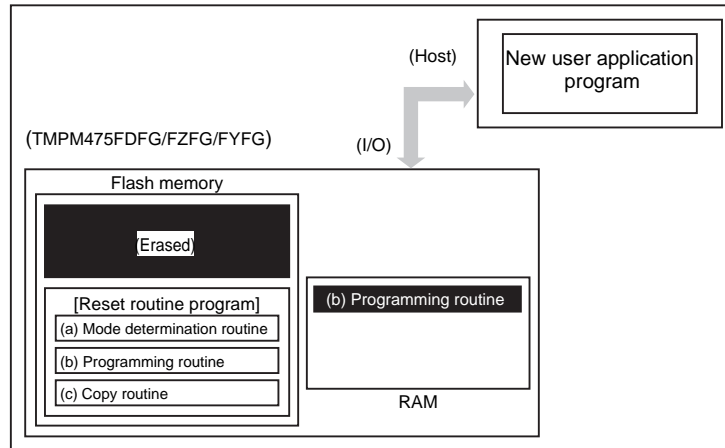 (Host)
New user application
program
(TMPM475FDFG/FZFG/FYFG)
(I/O)
Flash memory
(Erased)
[Reset routine program]
(a) Mode determination routine
(b) Programming routine
(c) Copy routine
(b) Programming routine
RAM